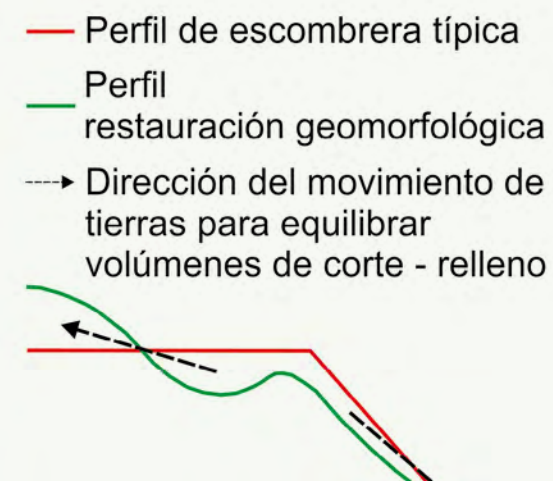 Perfil de escombrera típica
Perfil
restauración geomorfológica
Dirección del movimiento de
tierras para equilibrar
volúmenes de corte - relleno